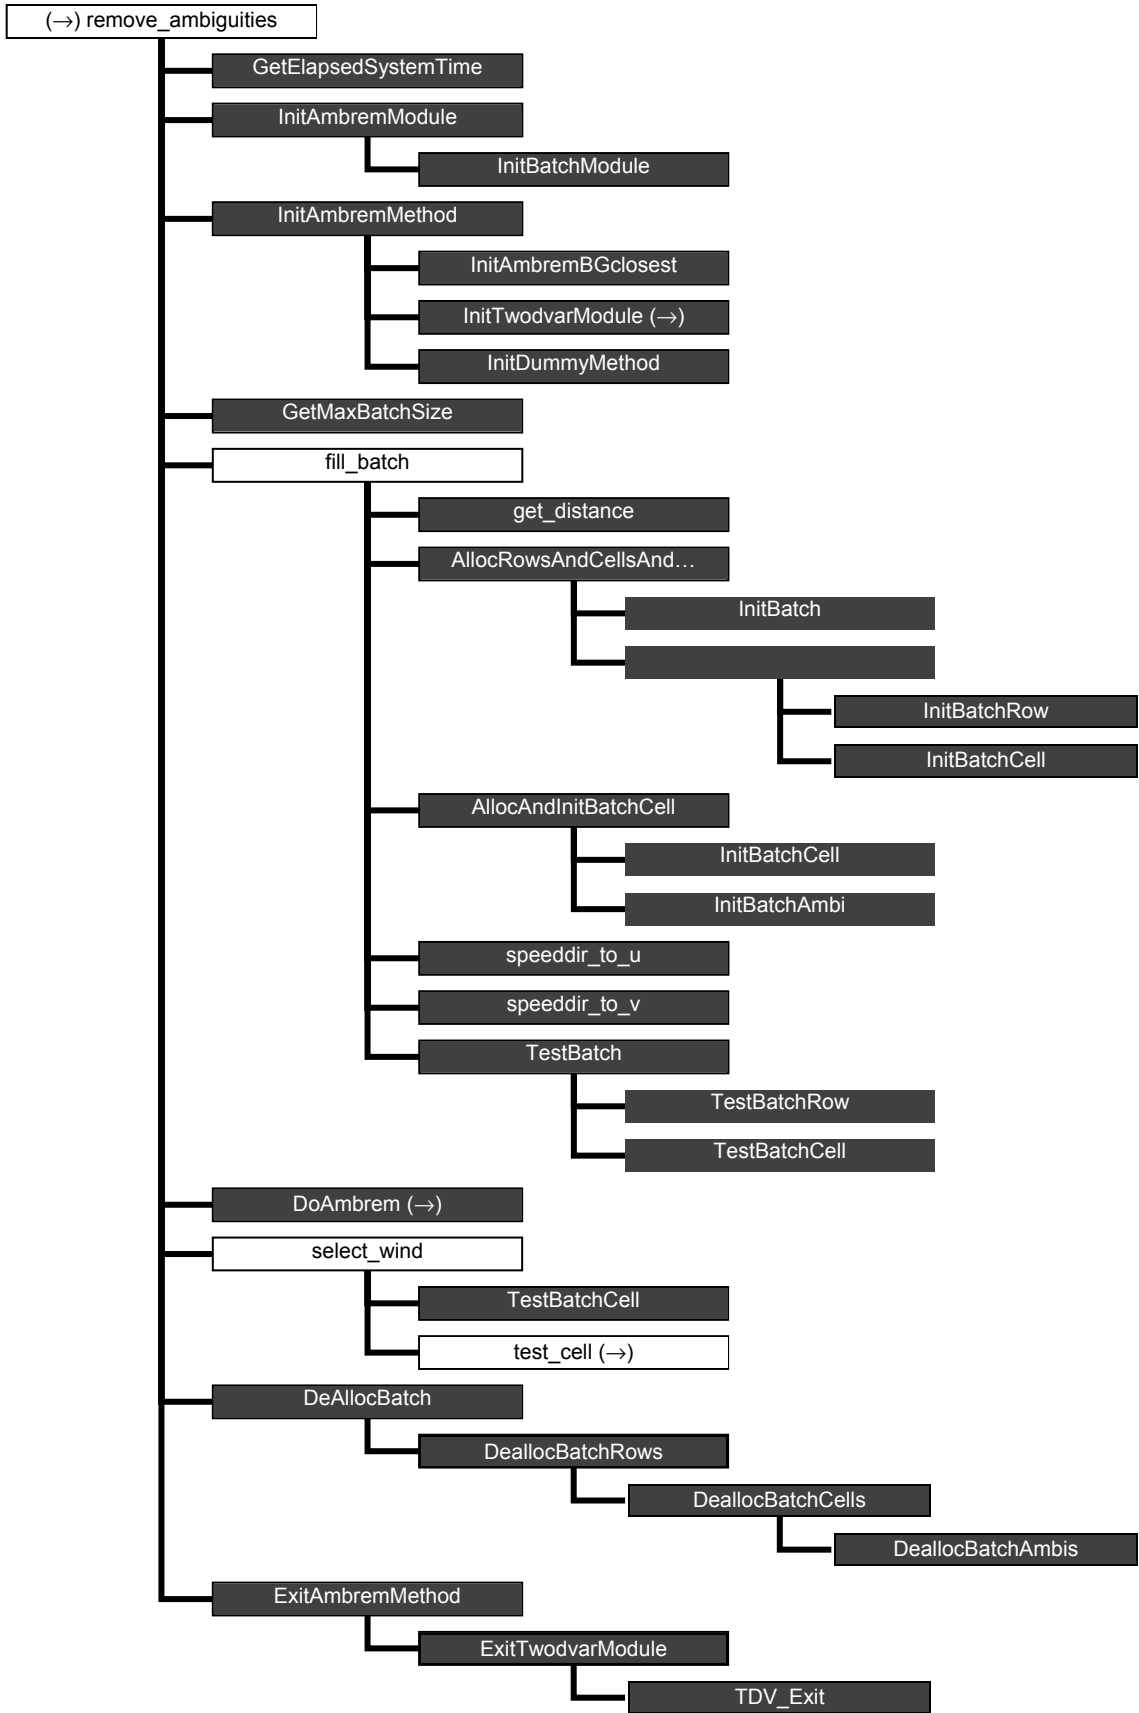 (→) remove_ambiguities
GetElapsedSystemTime
InitAmbremModule
InitBatchModule
InitAmbremMethod
InitAmbremBGclosest
InitTwodvarModule (→)
InitDummyMethod
GetMaxBatchSize
fill_batch
get_distance
AllocRowsAndCellsAnd…
InitBatch
InitBatchRow
InitBatchCell
AllocAndInitBatchCell
InitBatchCell
InitBatchAmbi
speeddir_to_u
speeddir_to_v
TestBatch
TestBatchRow
TestBatchCell
DoAmbrem (→)
select_wind
TestBatchCell
test_cell (→)
DeAllocBatch
DeallocBatchRows
DeallocBatchCells
DeallocBatchAmbis
ExitAmbremMethod
ExitTwodvarModule
TDV_Exit